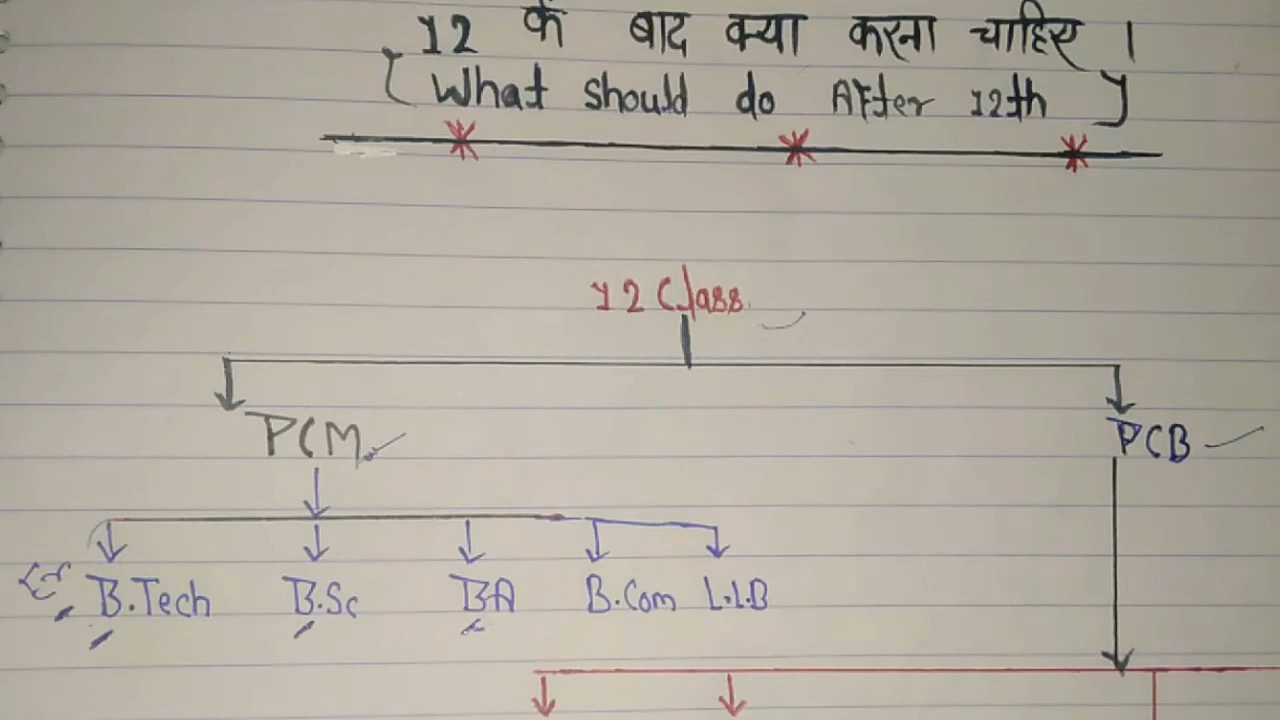 12 के बाद क्या करना चाहिए ।
(What should do After 12th )
12 Class
PCM
PCB
B.Tech B.Sc BA B.Com L.L.B